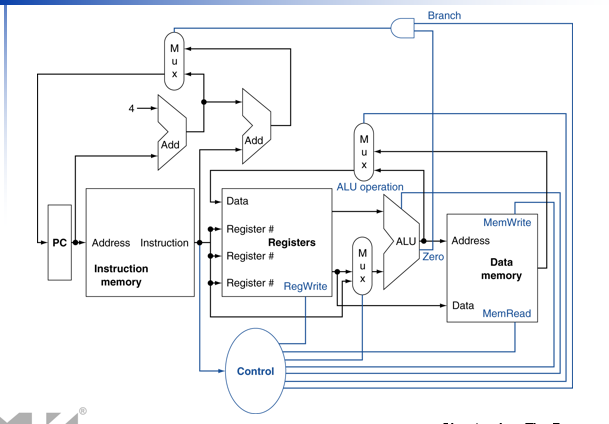 Branch
M
u
x
4
Add
Add
M
u
x
ALU operation
Data
Register #
Registers
Register #
Register #
RegWrite
PC
Address Instruction
Instruction
memory
M
u
x
ALU
Zero
MemWrite
Address
Data
memory
Data
MemRead
Control
®